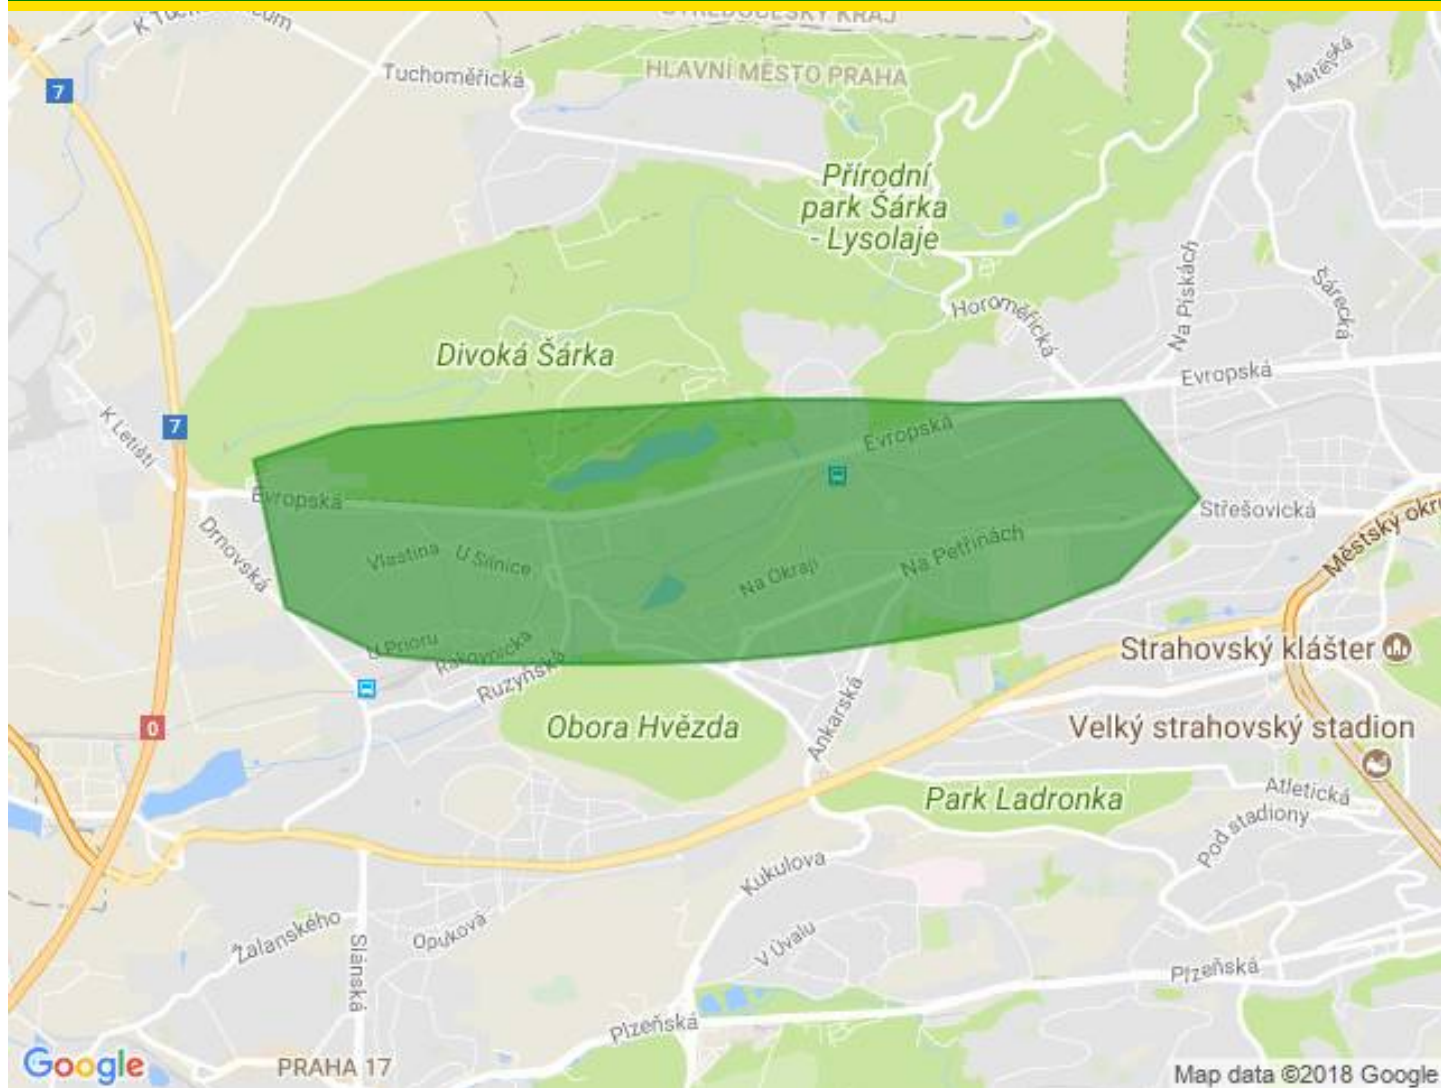 STŘEDOČESKÝ KRAJ
7
Tuchoměřická
HLAVNÍ MĚSTO PRAHA
Matějská
Přírodní
park Šárka
- Lysolaje
Horoměřická
Na Pískách
Šárecká
Divoká Šárka
Evropská
K Letišti
7
Evropská
Evropská
Střešovická
Drnovská
Vlastina
U Silnice
Na Okraji
Na Petřinách
Městský okru
U Prioru
Rakovnická
Ruzyňská
Strahovský klášter
0
Obora Hvězda
Ankarská
Velký strahovský stadion
Park Ladronka
Atletická
Pod stadiony
Kukulova
Žalanského
Slánská
Opuková
V Úvalu
Plzeňská
Plzeňská
Google
PRAHA 17
Map data ©2018 Google